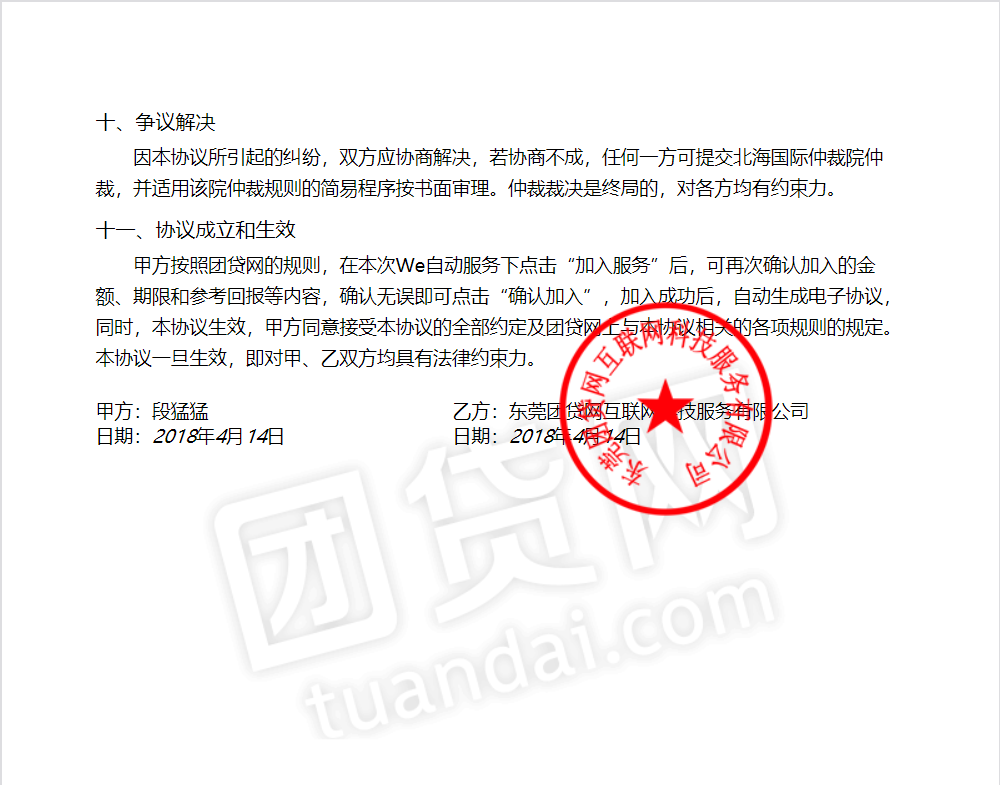 十、争议解决
因本协议所引起的纠纷，双方应协商解决，若协商不成，任何一方可提交北海国际仲裁院仲
裁，并适用该院仲裁规则的简易程序按书面审理。仲裁裁决是终局的，对各方均有约束力。
十一、协议成立和生效
甲方按照团贷网的规则，在本次We自动服务下点击“加入服务”后，可再次确认加入的金
额、期限和参考回报等内容，确认无误即可点击“确认加入”，加入成功后，自动生成电子协议，
同时，本协议生效，甲方同意接受本协议的全部约定及团贷网上与本协议相关的各项规则的规定。
本协议一旦生效，即对甲、乙双方均具有法律约束力。
甲方：段猛猛
乙方：东莞团贷网互联网科技服务有限公司
日期：2018年4月14日
日期：2018年4月14日
东莞团贷网互联网科技服务有限公司
团贷网
tuandai.com